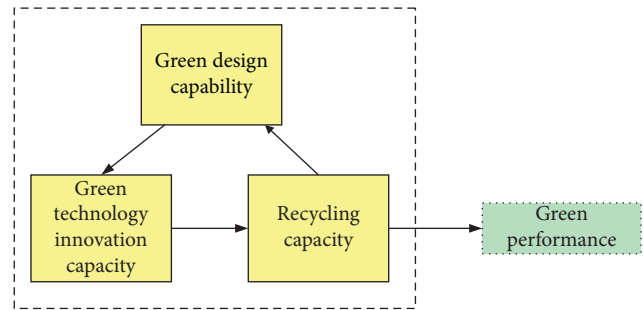 Green design
capability
Green
technology
innovation
capacity
Recycling
capacity
Green
performance